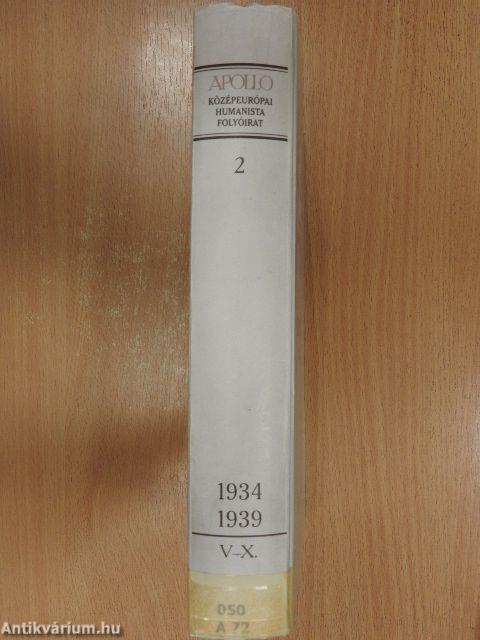 APOLLO
KÖZÉPEURÓPAI
HUMANISTA
FOLYÓIRAT
2
1934
1939
V–X.
050
A 72
Antikvárium.hu